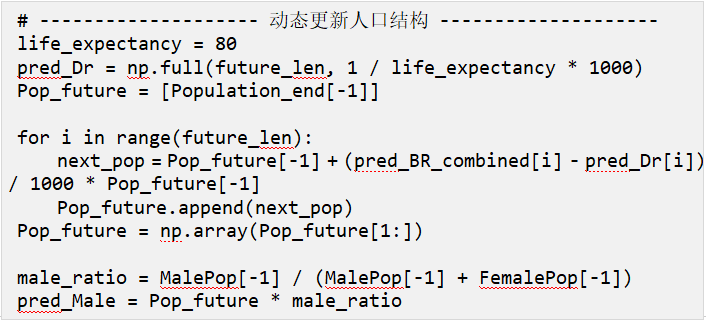 # -------------------- 动态更新人口结构 --------------------
life_expectancy = 80
pred_Dr = np.full(future_len, 1 / life_expectancy * 1000)
Pop_future = [Population_end[-1]]

for i in range(future_len):
    next_pop = Pop_future[-1] + (pred_BR_combined[i] - pred_Dr[i])
/ 1000 * Pop_future[-1]
    Pop_future.append(next_pop)
Pop_future = np.array(Pop_future[1:])

male_ratio = MalePop[-1] / (MalePop[-1] + FemalePop[-1])
pred_Male = Pop_future * male_ratio